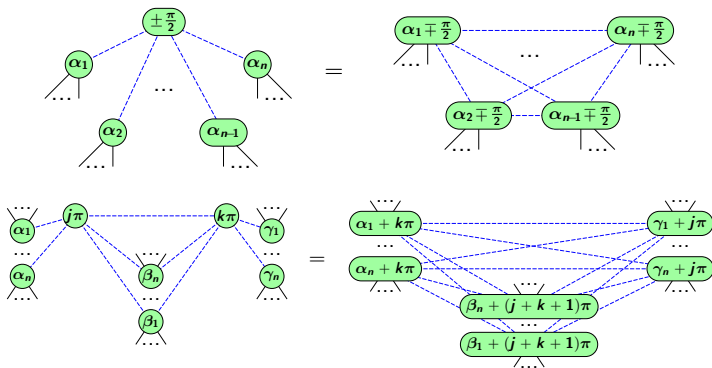 ± π/2 α₁ ∓ π/2 αₙ ∓ π/2
α₁ αₙ ... =
... ... ... ... ...
α₂ αₙ₋₁ α₂ ∓ π/2 αₙ₋₁ ∓ π/2
... ... ... ...
... ... ...
... jπ kπ ... α₁ + kπ γ₁ + jπ
α₁ γ₁ ... ...
... ... ... = αₙ + kπ γₙ + jπ
αₙ βₙ γₙ ... ... ...
... ... ... βₙ + (j + k + 1)π
β₁ ...
... β₁ + (j + k + 1)π
...